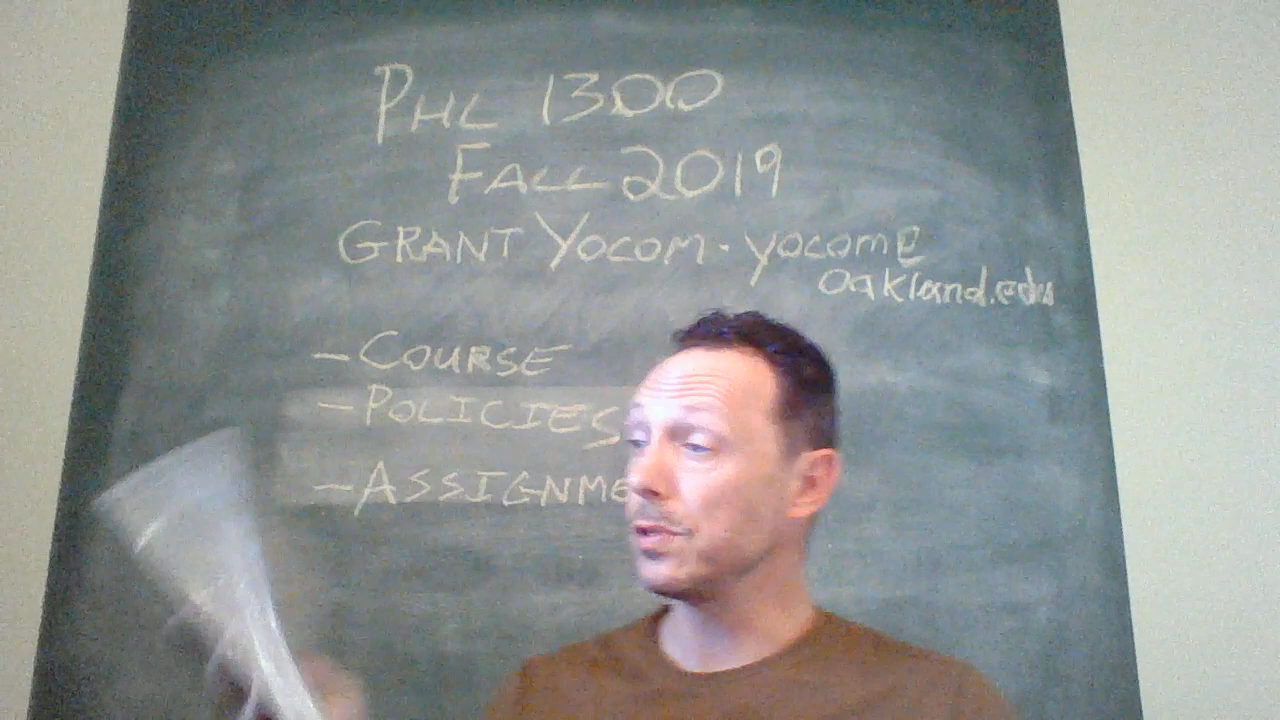 PHL 1300
FALL 2019
GRANT YOCOM · yocom@
oakland.edu
- COURSE
- POLICIES
- ASSIGNME